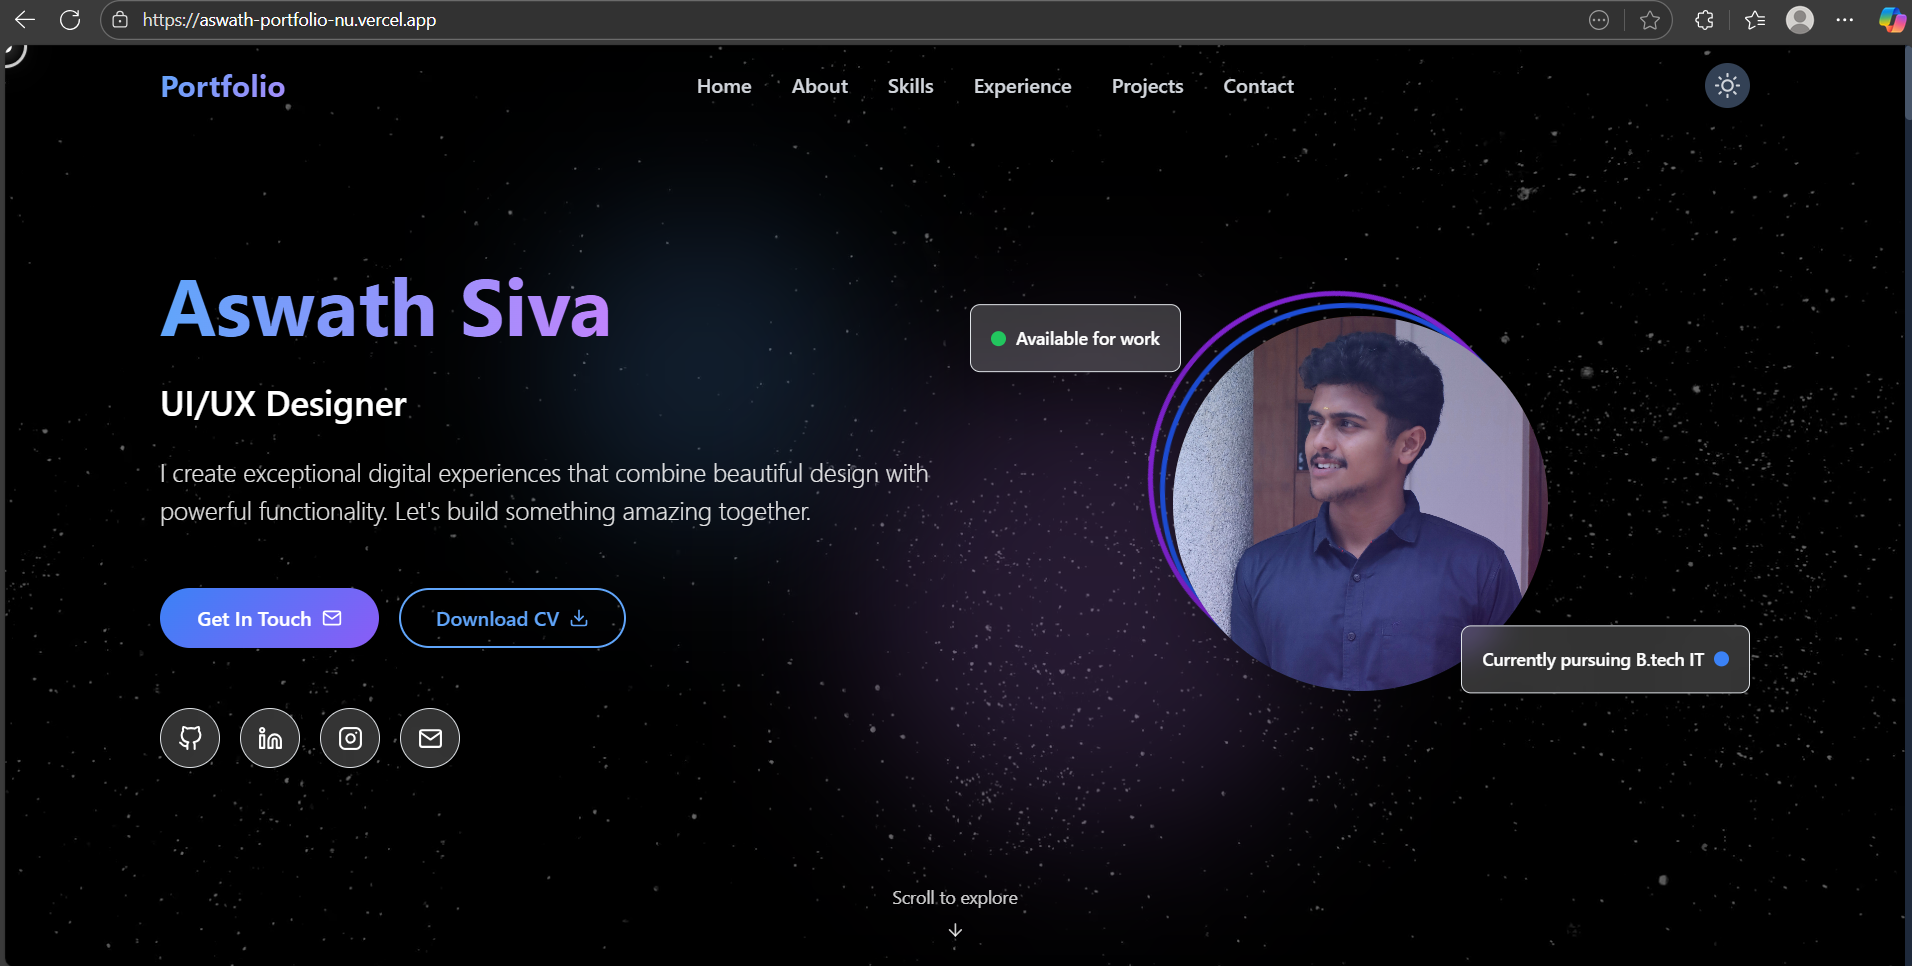 https://aswath-portfolio-nu.vercel.app
Portfolio
Home About Skills Experience Projects Contact
Aswath Siva
Available for work
UI/UX Designer
I create exceptional digital experiences that combine beautiful design with
powerful functionality. Let's build something amazing together.
Get In Touch
Download CV
Currently pursuing B.tech IT
Scroll to explore